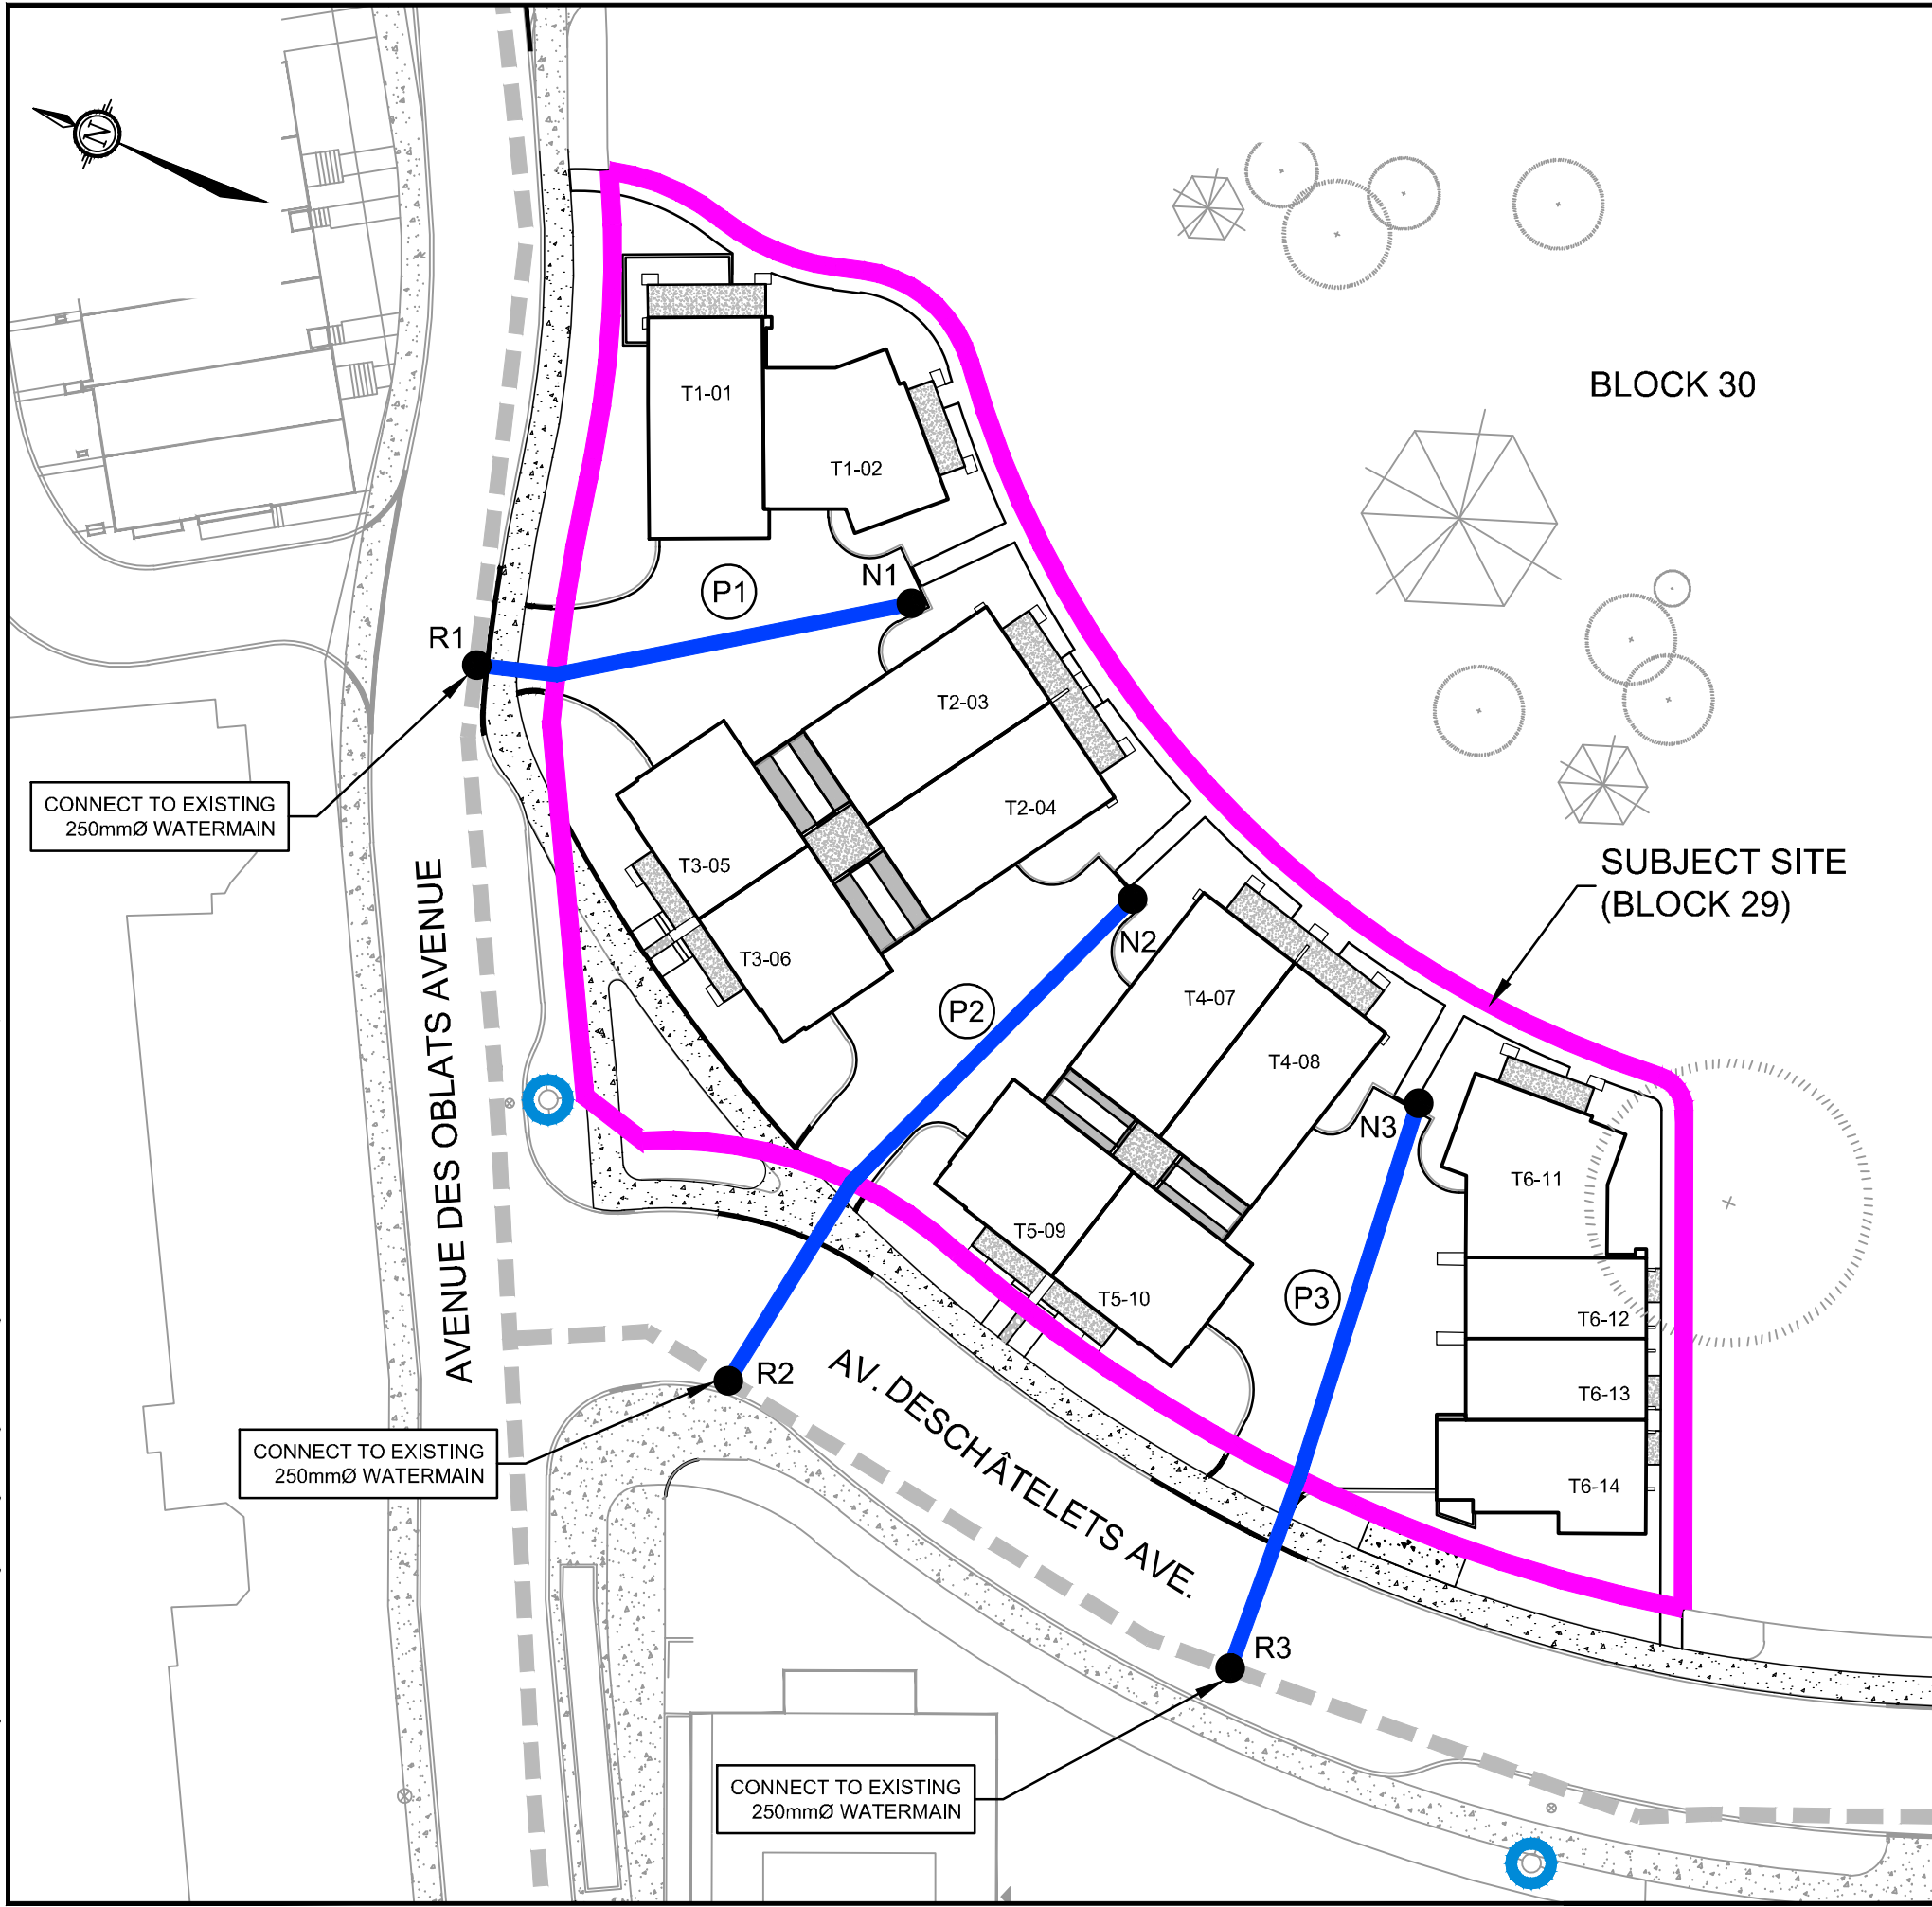 N
BLOCK 30
T1-01
T1-02
P1
N1
R1
T2-03
T2-04
CONNECT TO EXISTING
250mmØ WATERMAIN
T3-05
T3-06
SUBJECT SITE
(BLOCK 29)
AVENUE DES OBLATS AVENUE
N2
P2
T4-07
T4-08
N3
T6-11
T5-09
T5-10
P3
T6-12
T6-13
T6-14
R2
AV. DESCHÂTELETS AVE.
CONNECT TO EXISTING
250mmØ WATERMAIN
R3
CONNECT TO EXISTING
250mmØ WATERMAIN